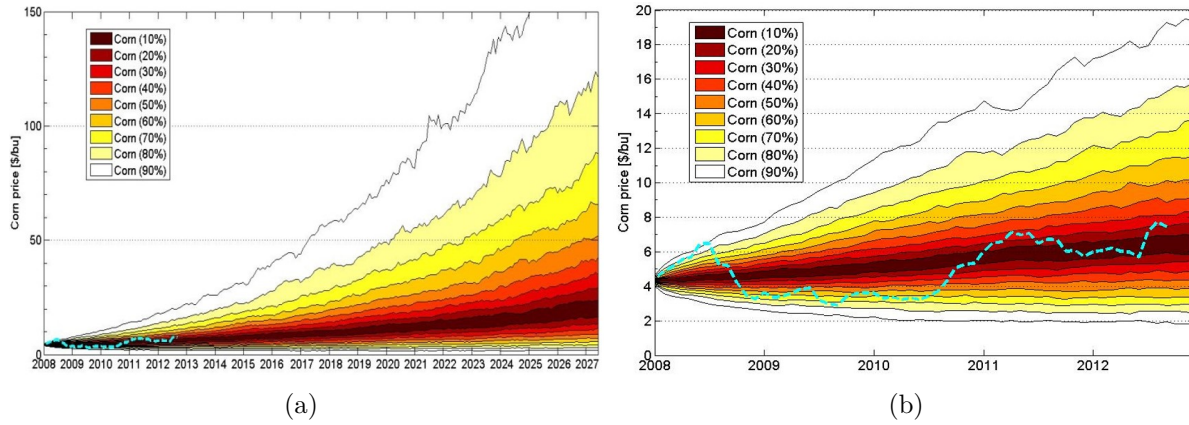 150
100
50
0
Corn price [$/bu]
Corn (10%)
Corn (20%)
Corn (30%)
Corn (40%)
Corn (50%)
Corn (60%)
Corn (70%)
Corn (80%)
Corn (90%)
2008 2009 2010 2011 2012 2013 2014 2015 2016 2017 2018 2019 2020 2021 2022 2023 2024 2025 2026 2027
(a)
20
18
16
14
12
10
8
6
4
2
0
Corn price [$/bu]
Corn (10%)
Corn (20%)
Corn (30%)
Corn (40%)
Corn (50%)
Corn (60%)
Corn (70%)
Corn (80%)
Corn (90%)
2008 2009 2010 2011 2012
(b)